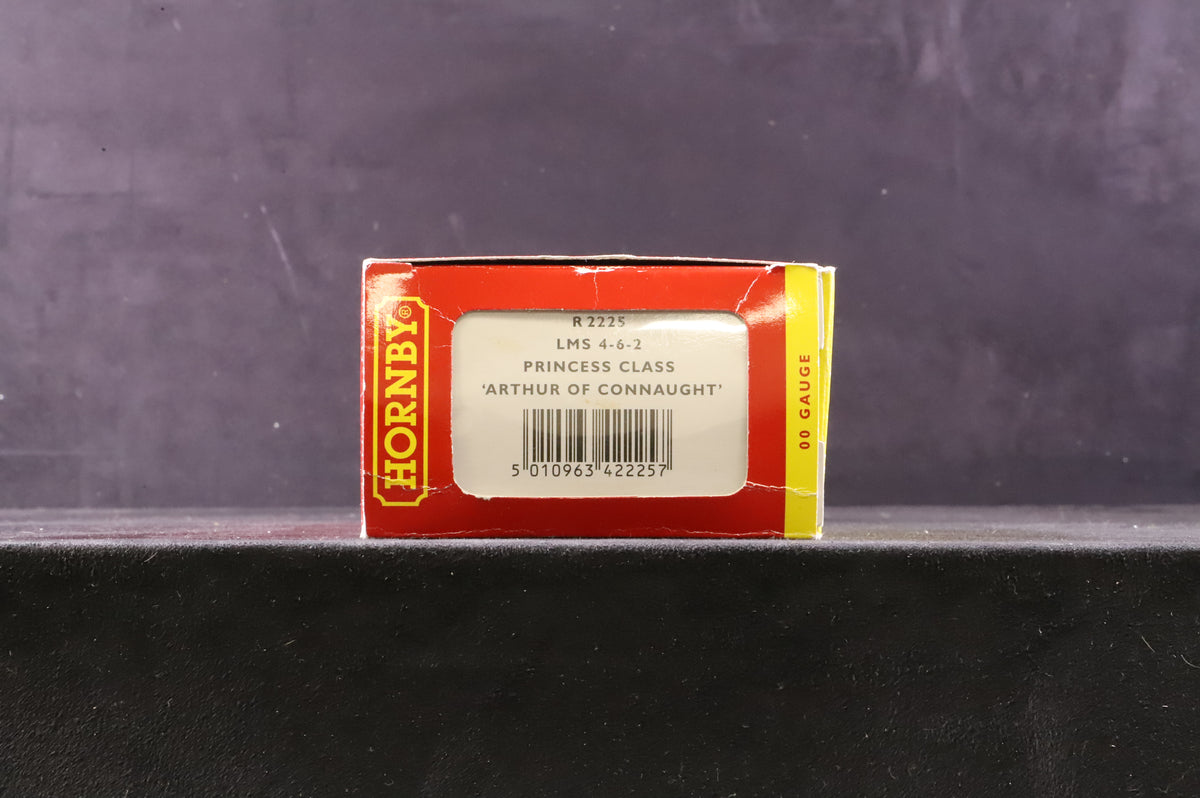 HORNBY®
R 2225
LMS 4-6-2
PRINCESS CLASS
‘ARTHUR OF CONNAUGHT’
5 010963 422257
00 GAUGE